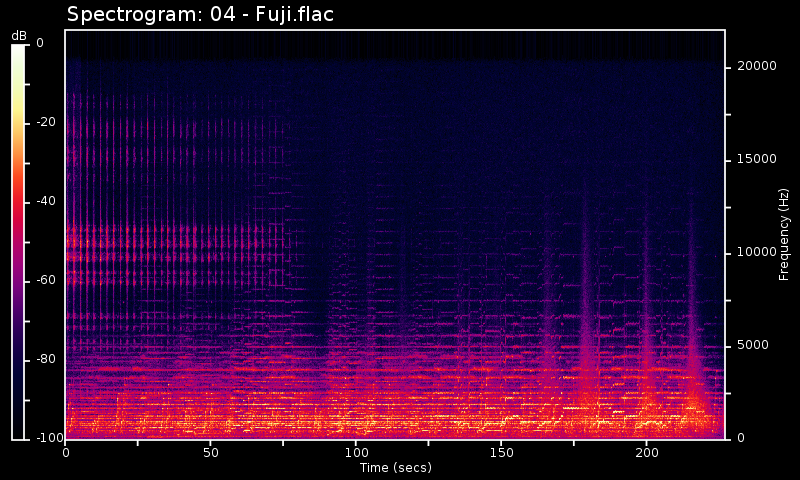 Spectrogram: 04 - Fuji.flac
dB
0
-20
-40
-60
-80
-100
20000
15000
10000
5000
0
Frequency (Hz)
0 50 100 150 200
Time (secs)